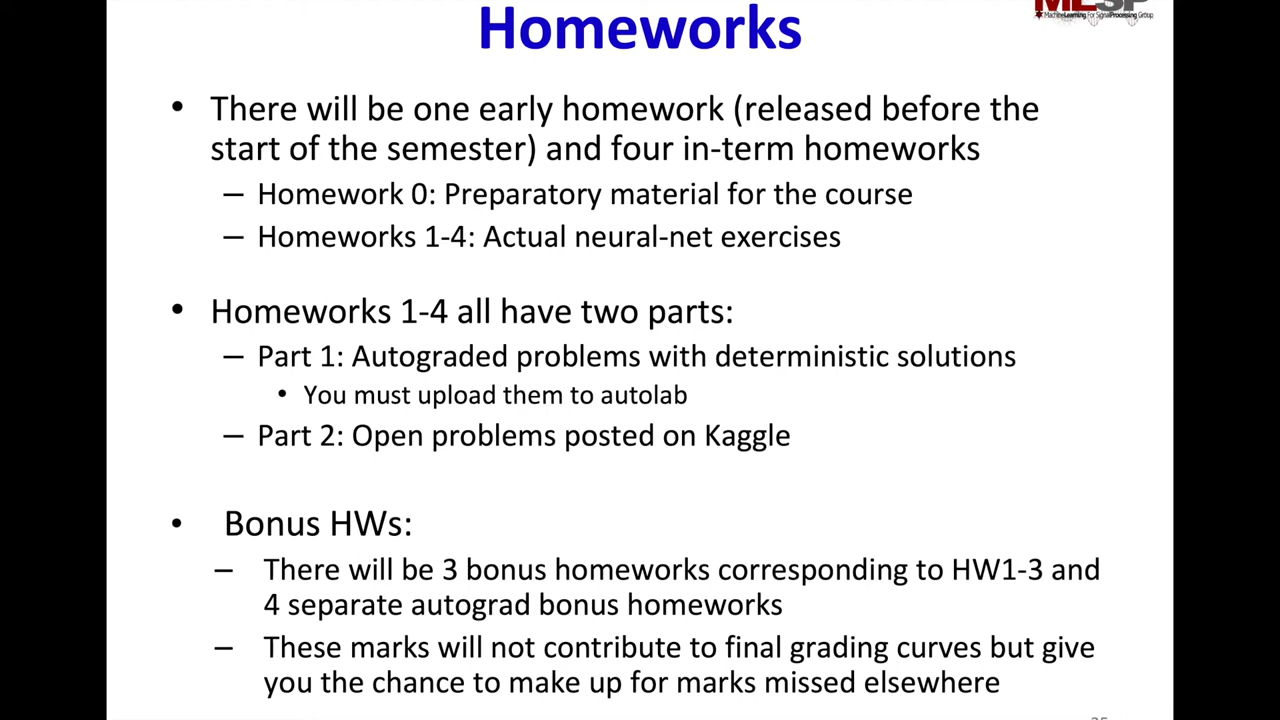 MLSP
MachineLearning For SignalProcessing Group
Homeworks
• There will be one early homework (released before the
start of the semester) and four in-term homeworks
– Homework 0: Preparatory material for the course
– Homeworks 1-4: Actual neural-net exercises
• Homeworks 1-4 all have two parts:
– Part 1: Autograded problems with deterministic solutions
• You must upload them to autolab
– Part 2: Open problems posted on Kaggle
• Bonus HWs:
– There will be 3 bonus homeworks corresponding to HW1-3 and
4 separate autograd bonus homeworks
– These marks will not contribute to final grading curves but give
you the chance to make up for marks missed elsewhere